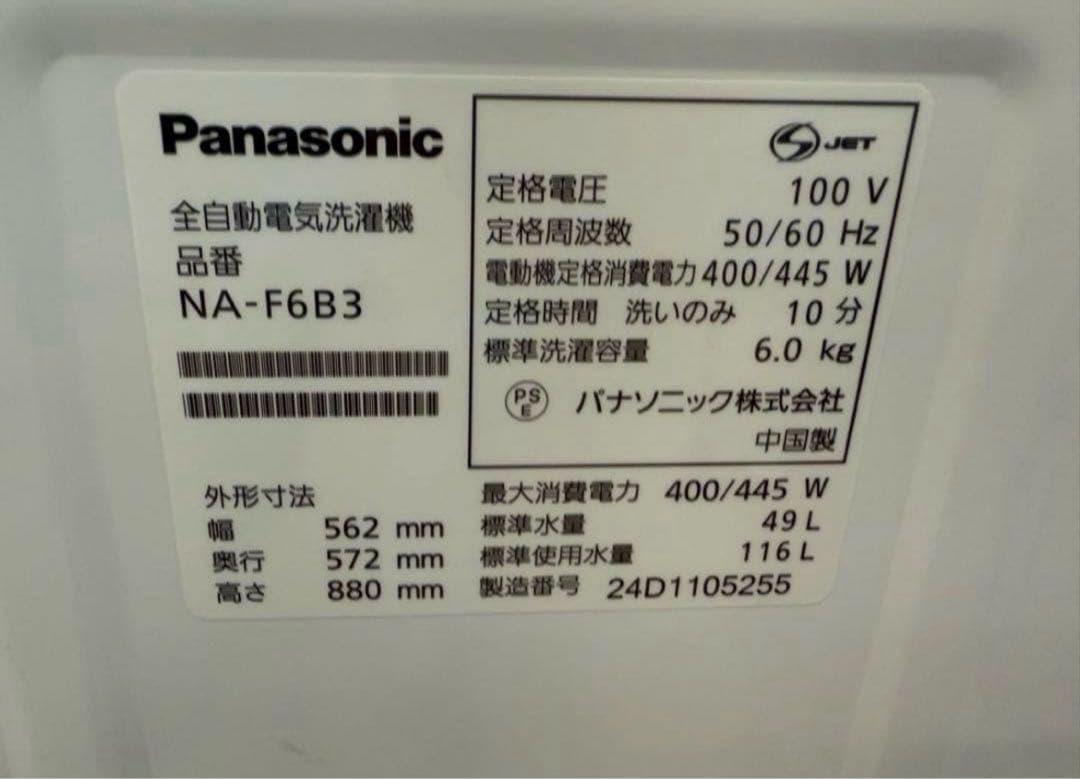 Panasonic
全自動電気洗濯機
品番
NA-F6B3
S JET
定格電圧 100 V
定格周波数 50/60 Hz
電動機定格消費電力 400/445 W
定格時間 洗いのみ 10 分
標準洗濯容量 6.0 kg
PS
E
パナソニック株式会社
中国製
外形寸法
幅 562 mm
奥行 572 mm
高さ 880 mm
最大消費電力 400/445 W
標準水量 49 L
標準使用水量 116 L
製造番号 24D1105255